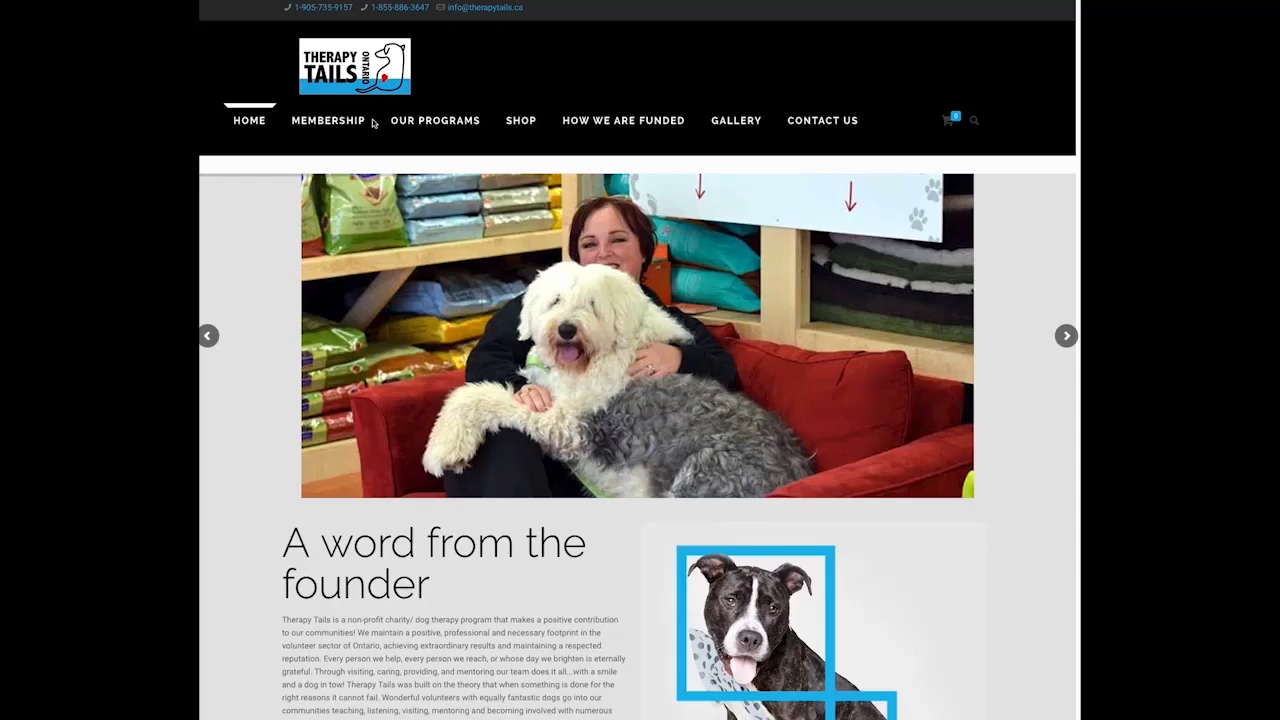 1-905-735-9157 1-855-886-3647 info@therapytails.ca
THERAPY
TAILS
ONTARIO
HOME MEMBERSHIP OUR PROGRAMS SHOP HOW WE ARE FUNDED GALLERY CONTACT US 0
A word from the
founder
Therapy Tails is a non-profit charity/ dog therapy program that makes a positive contribution
to our communities! We maintain a positive, professional and necessary footprint in the
volunteer sector of Ontario, achieving extraordinary results and maintaining a respected
reputation. Every person we help, every person we reach, or whose day we brighten is eternally
grateful. Through visiting, caring, providing, and mentoring our team does it all...with a smile
and a dog in tow! Therapy Tails was built on the theory that when something is done for the
right reasons it cannot fail. Wonderful volunteers with equally fantastic dogs go into our
communities teaching, listening, visiting, mentoring and becoming involved with numerous